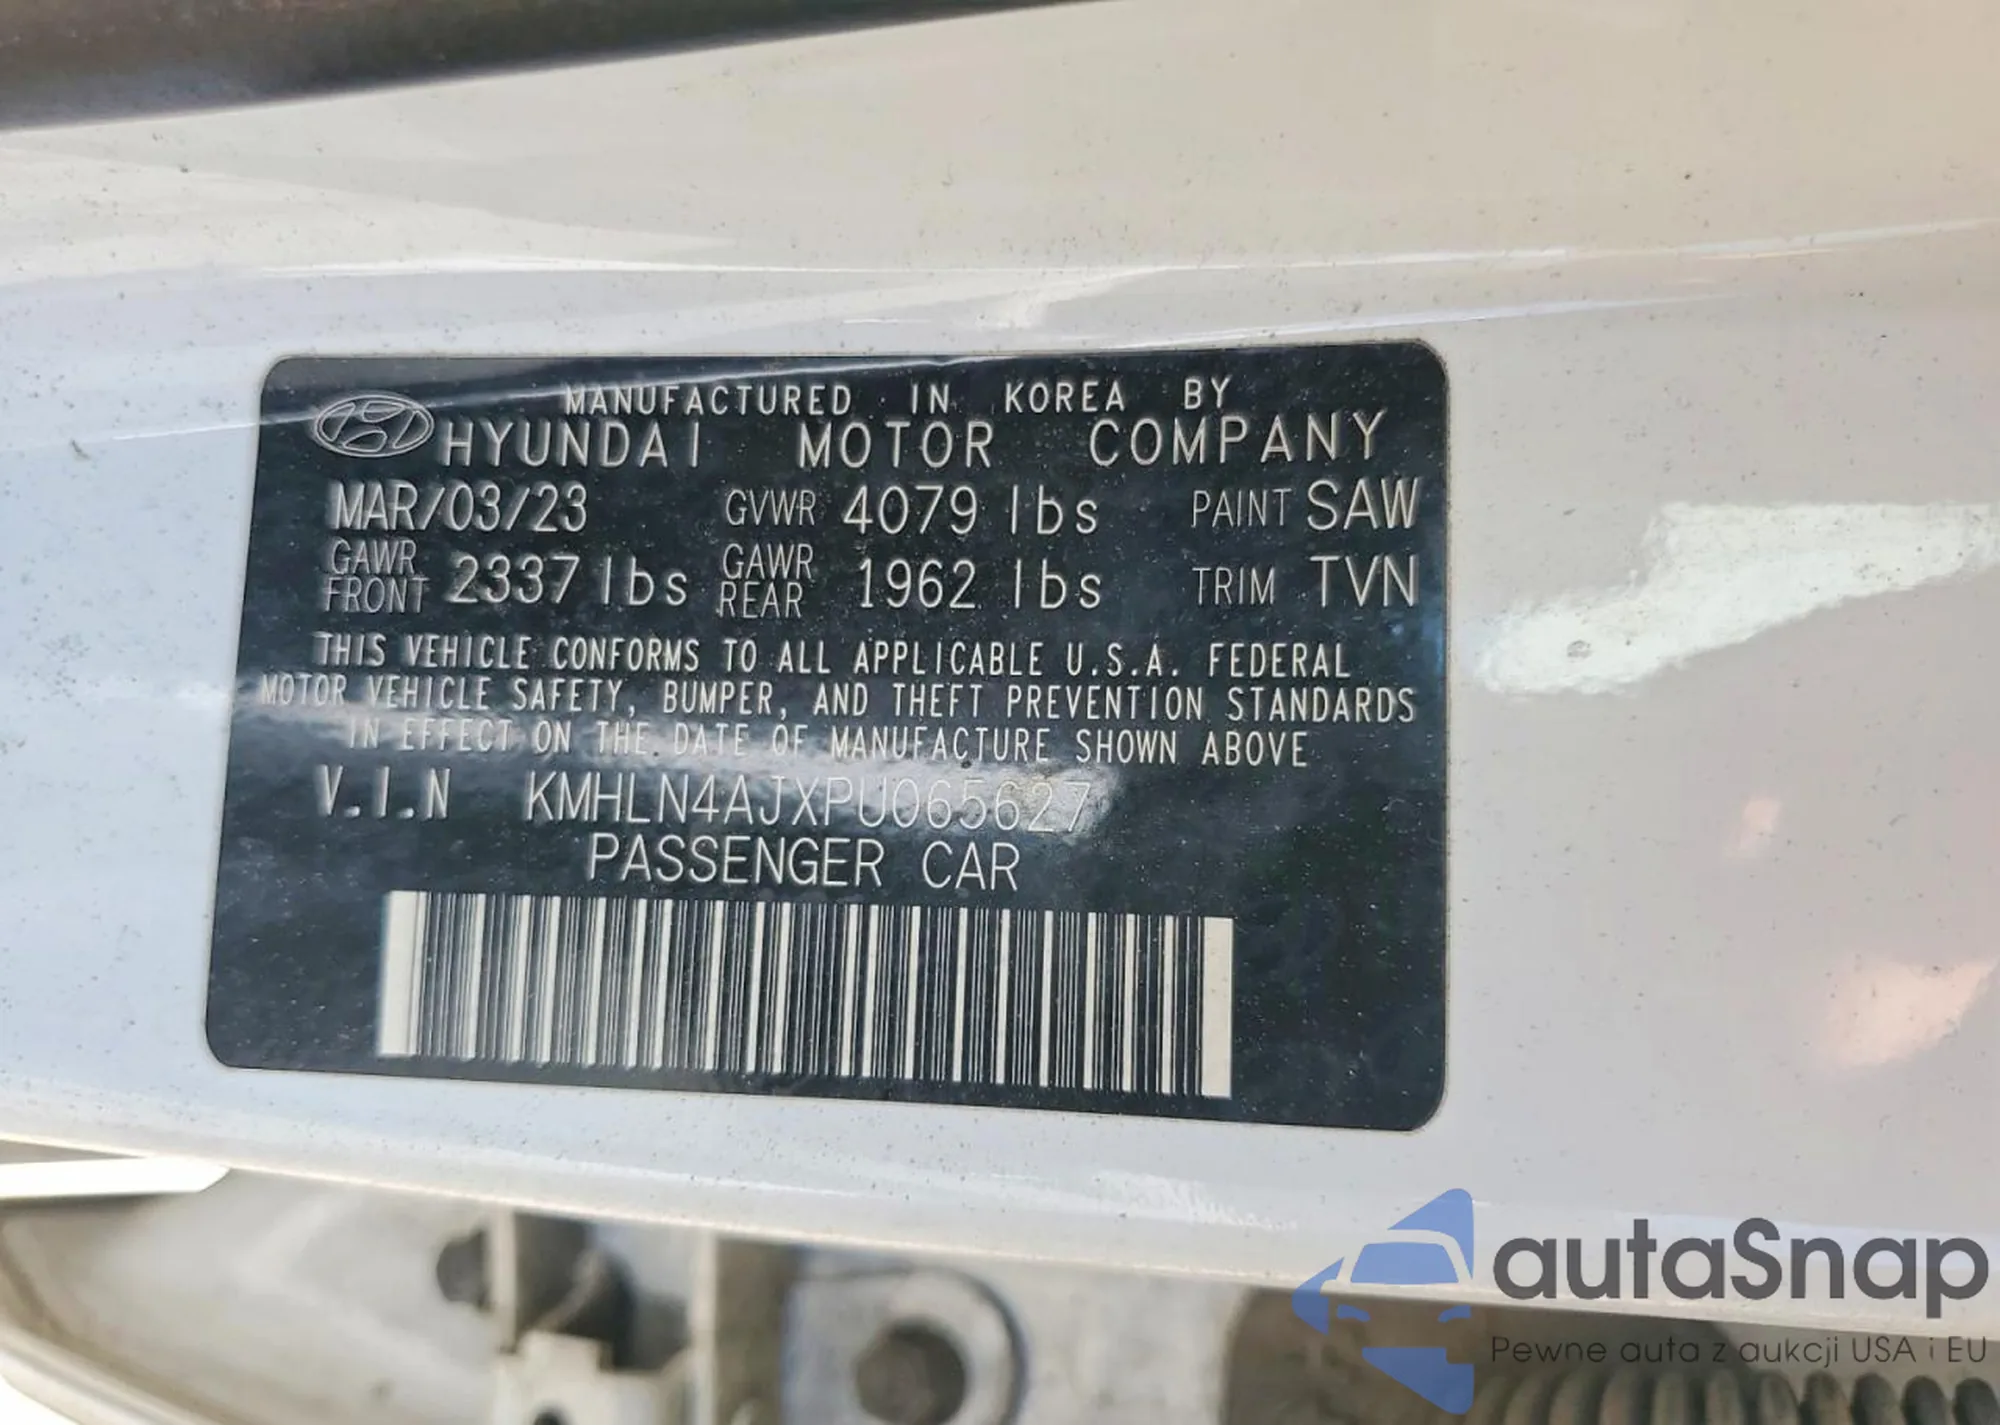 MANUFACTURED IN KOREA BY
HYUNDAI MOTOR COMPANY
MAR/03/23 GVWR 4079 lbs PAINT SAW
GAWR FRONT 2337 lbs GAWR REAR 1962 lbs TRIM TVN
THIS VEHICLE CONFORMS TO ALL APPLICABLE U.S.A. FEDERAL
MOTOR VEHICLE SAFETY, BUMPER, AND THEFT PREVENTION STANDARDS
IN EFFECT ON THE DATE OF MANUFACTURE SHOWN ABOVE
V.I.N KMHLN4AJXPU065627
PASSENGER CAR
autaSnap
Pewne auta z aukcji USA i EU